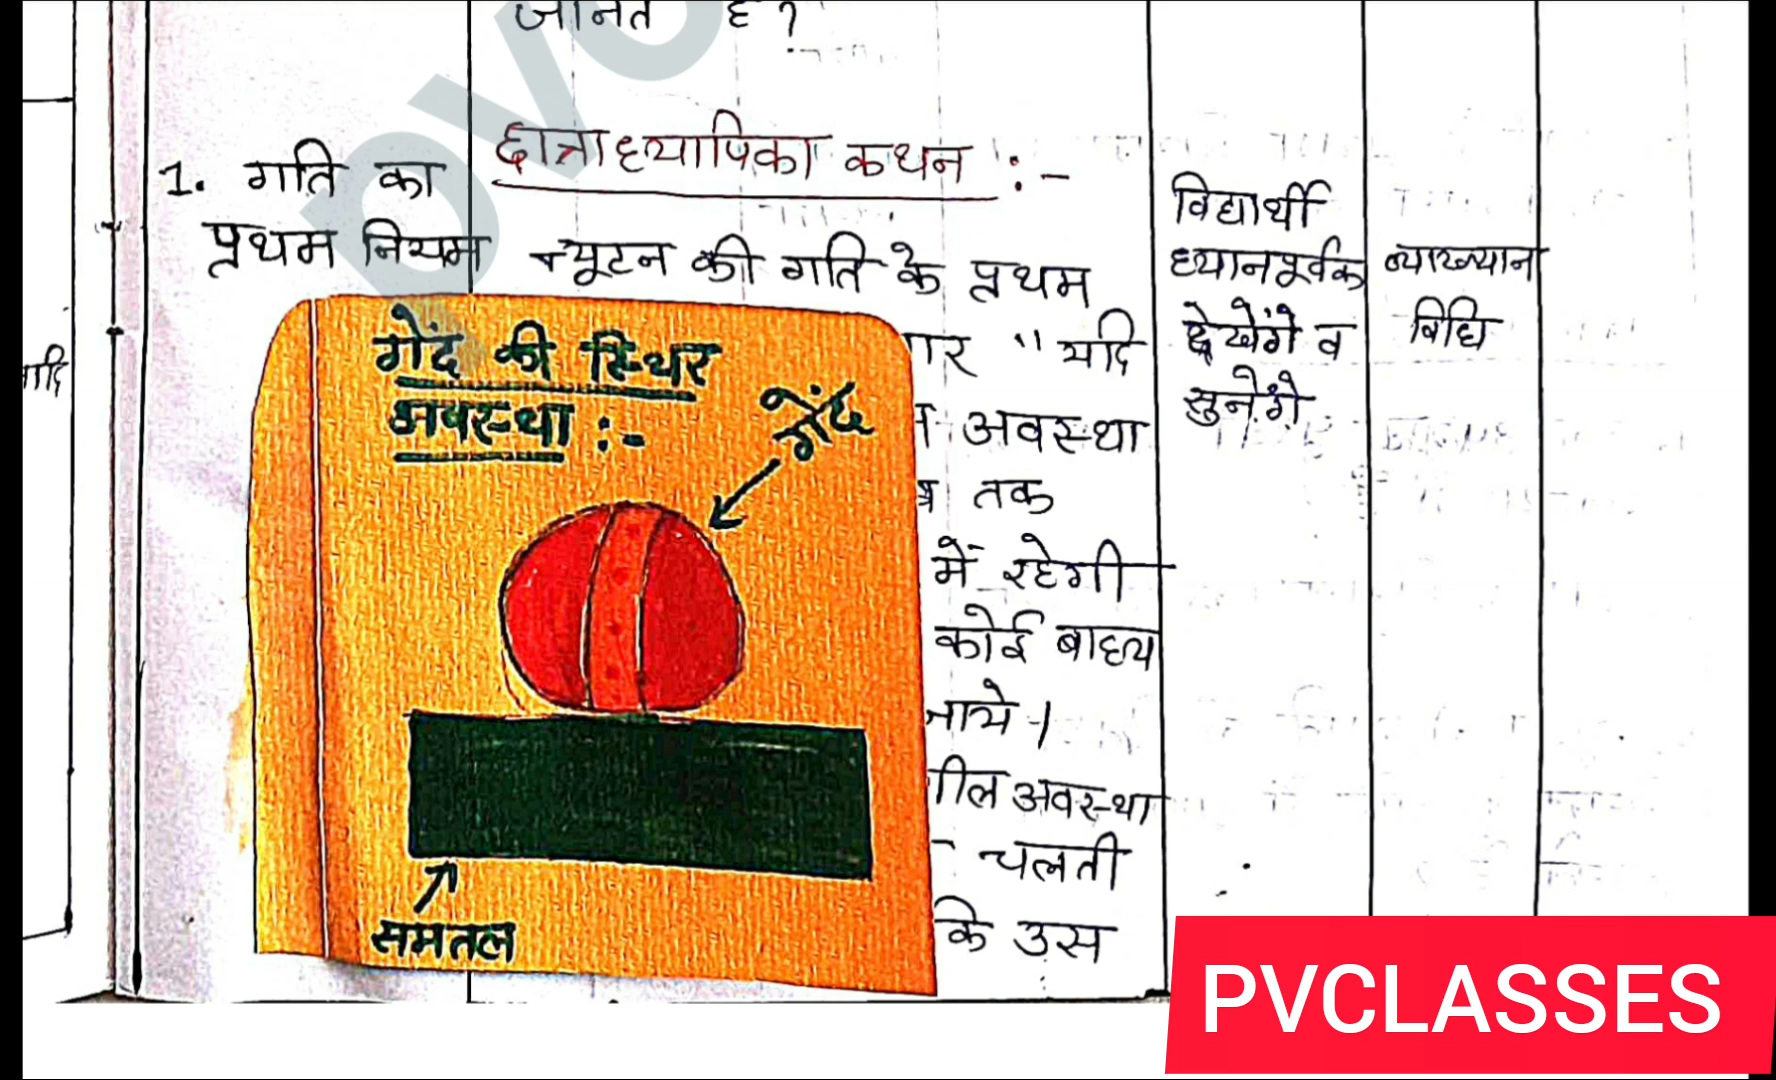 जानते है ?
1. गति का
प्रथम नियम
छात्राध्यापिका कथन :-
न्यूटन की गति के प्रथम
गेंद की स्थिर
अवस्था :-
गेंद
समतल
ार " यदि
अवस्था
तक
में रहेगी
कोई बाह्य
जाये।
शील अवस्था
चलती
कि उस
विद्यार्थी
ध्यानपूर्वक
देखेंगे व
सुनेंगे
व्याख्यान
विधि
ादि
PVCLASSES